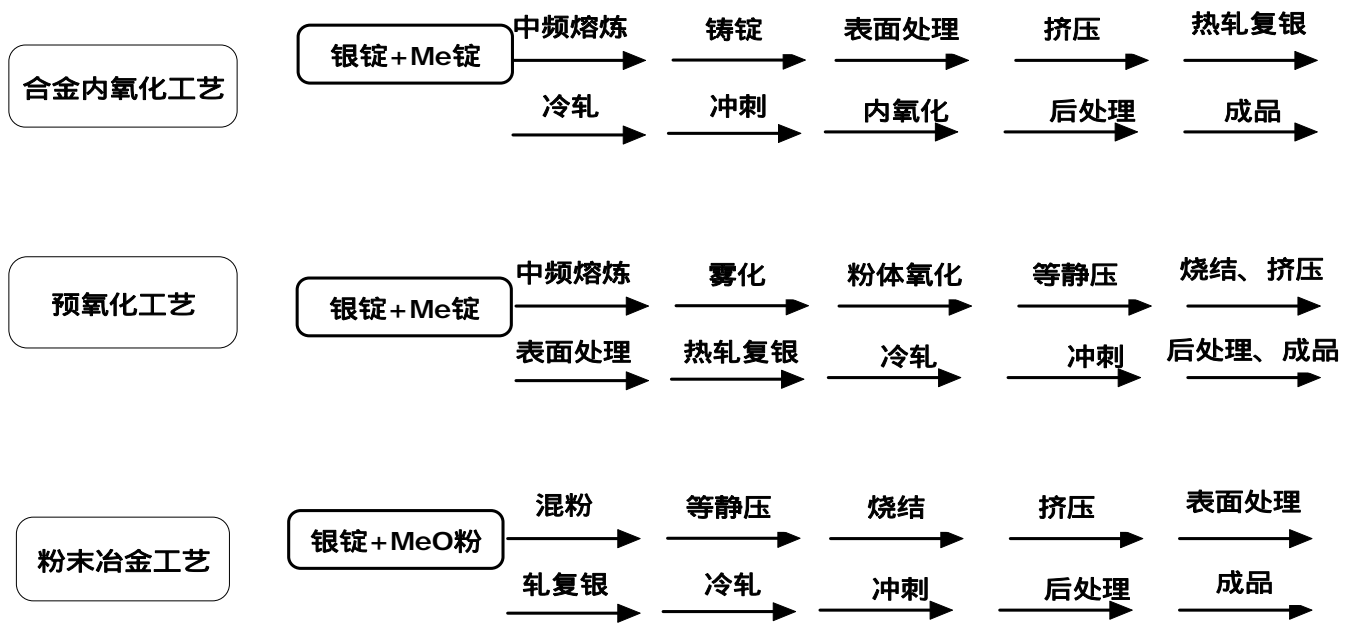 合金内氧化工艺
银锭+Me锭
中频熔炼 铸锭 表面处理 挤压 热轧复银
冷轧 冲刺 内氧化 后处理 成品
预氧化工艺
银锭+Me锭
中频熔炼 雾化 粉体氧化 等静压 烧结、挤压
表面处理 热轧复银 冷轧 冲刺 后处理、成品
粉末冶金工艺
银锭+MeO粉
混粉 等静压 烧结 挤压 表面处理
轧复银 冷轧 冲刺 后处理 成品